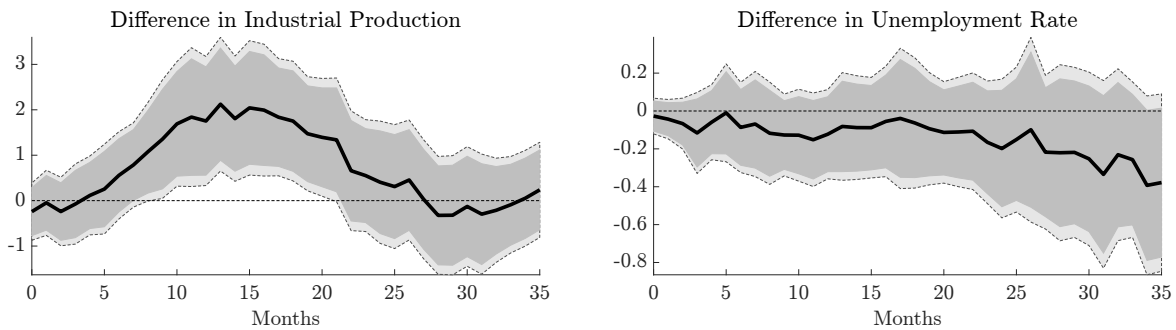 Difference in Industrial Production
3
2
1
0
-1
0 5 10 15 20 25 30 35
Months
Difference in Unemployment Rate
0.2
0
-0.2
-0.4
-0.6
-0.8
0 5 10 15 20 25 30 35
Months